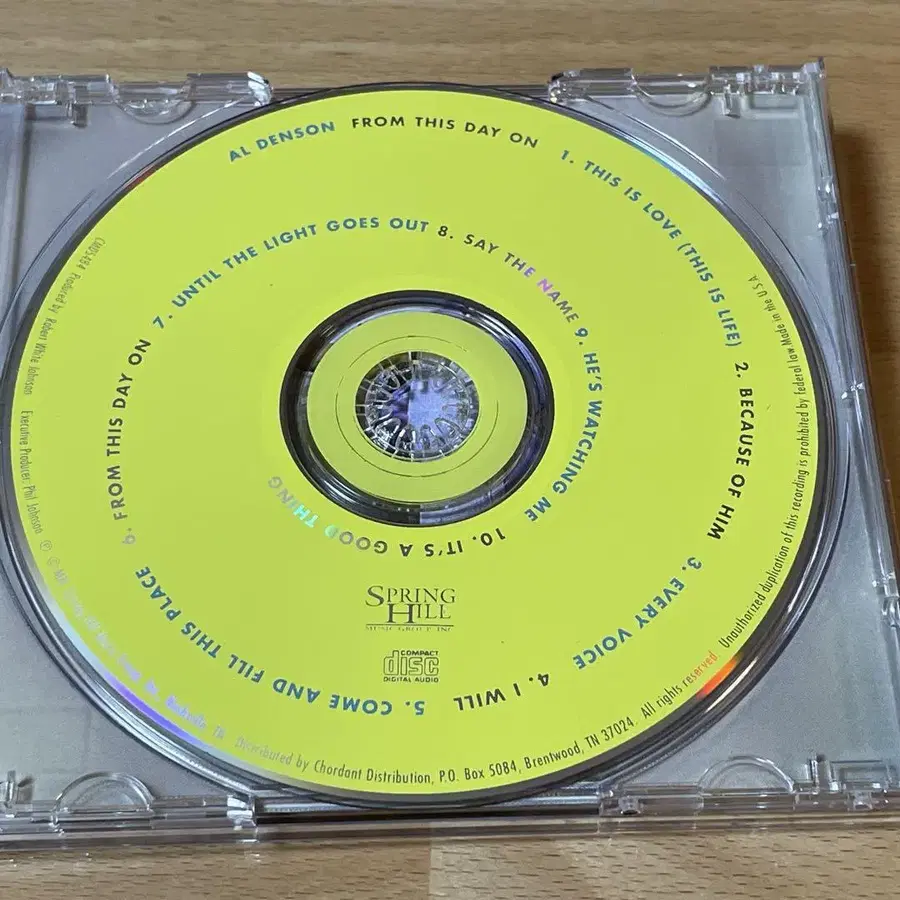 AL DENSON FROM THIS DAY ON
1. THIS IS LOVE (THIS IS LIFE)
2. BECAUSE OF HIM
3. EVERY VOICE
4. I WILL
5. COME AND FILL THIS PLACE
6. FROM THIS DAY ON
7. UNTIL THE LIGHT GOES OUT
8. SAY THE NAME
9. HE'S WATCHING ME
10. IT'S A GOOD THING
SPRING
HILL
MUSIC GROUP, INC
COMPACT
disc
DIGITAL AUDIO
CMD5484 Produced by Robert White Johnson Executive Producer: Phil Johnson
Nashville, TN Distributed by Chordant Distribution, P.O. Box 5084, Brentwood, TN 37024. All rights reserved. Unauthorized duplication of this recording is prohibited by federal law Made in the U.S.A